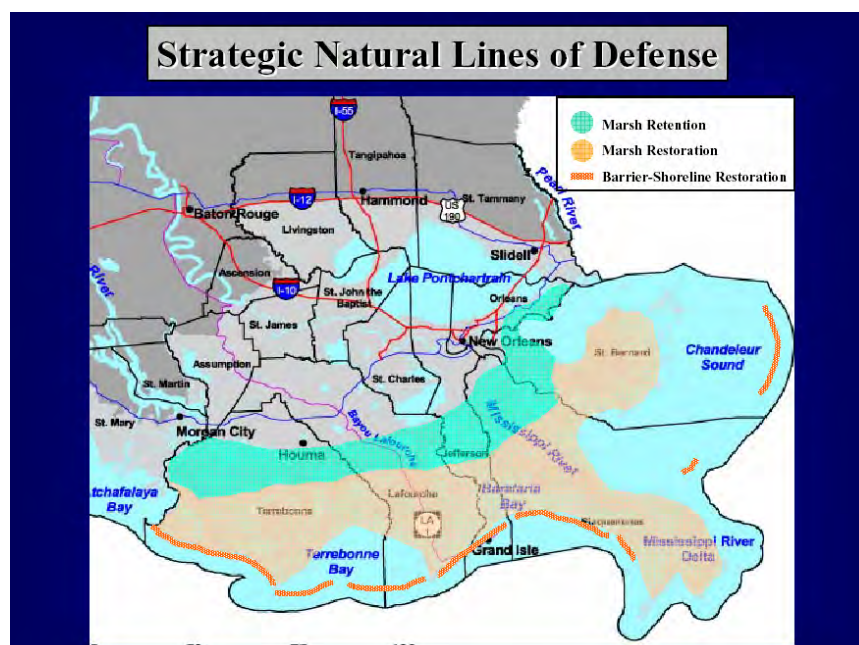 Strategic Natural Lines of Defense
Marsh Retention
Marsh Restoration
Barrier-Shoreline Restoration
I-55
Tangipahoa
I-12
Hammond
US
190
St. Tammany
Pearl
River
Baton Rouge
Livingston
Slidell
River
Ascension
Lake Pontchartrain
I-10
St. John the
Baptist
Orleans
St. James
New Orleans
St. Bernard
Chandeleur
Sound
Assumption
St. Martin
St. Charles
St. Mary
Morgan City
Bayou Lafourche
Mississippi River
Houma
Jefferson
tchafalaya
Bay
Lafourche
Barataria
Bay
Terrebonne
LA
1
Plaquemines
Terrebonne
Bay
Grand Isle
Mississippi River
Delta